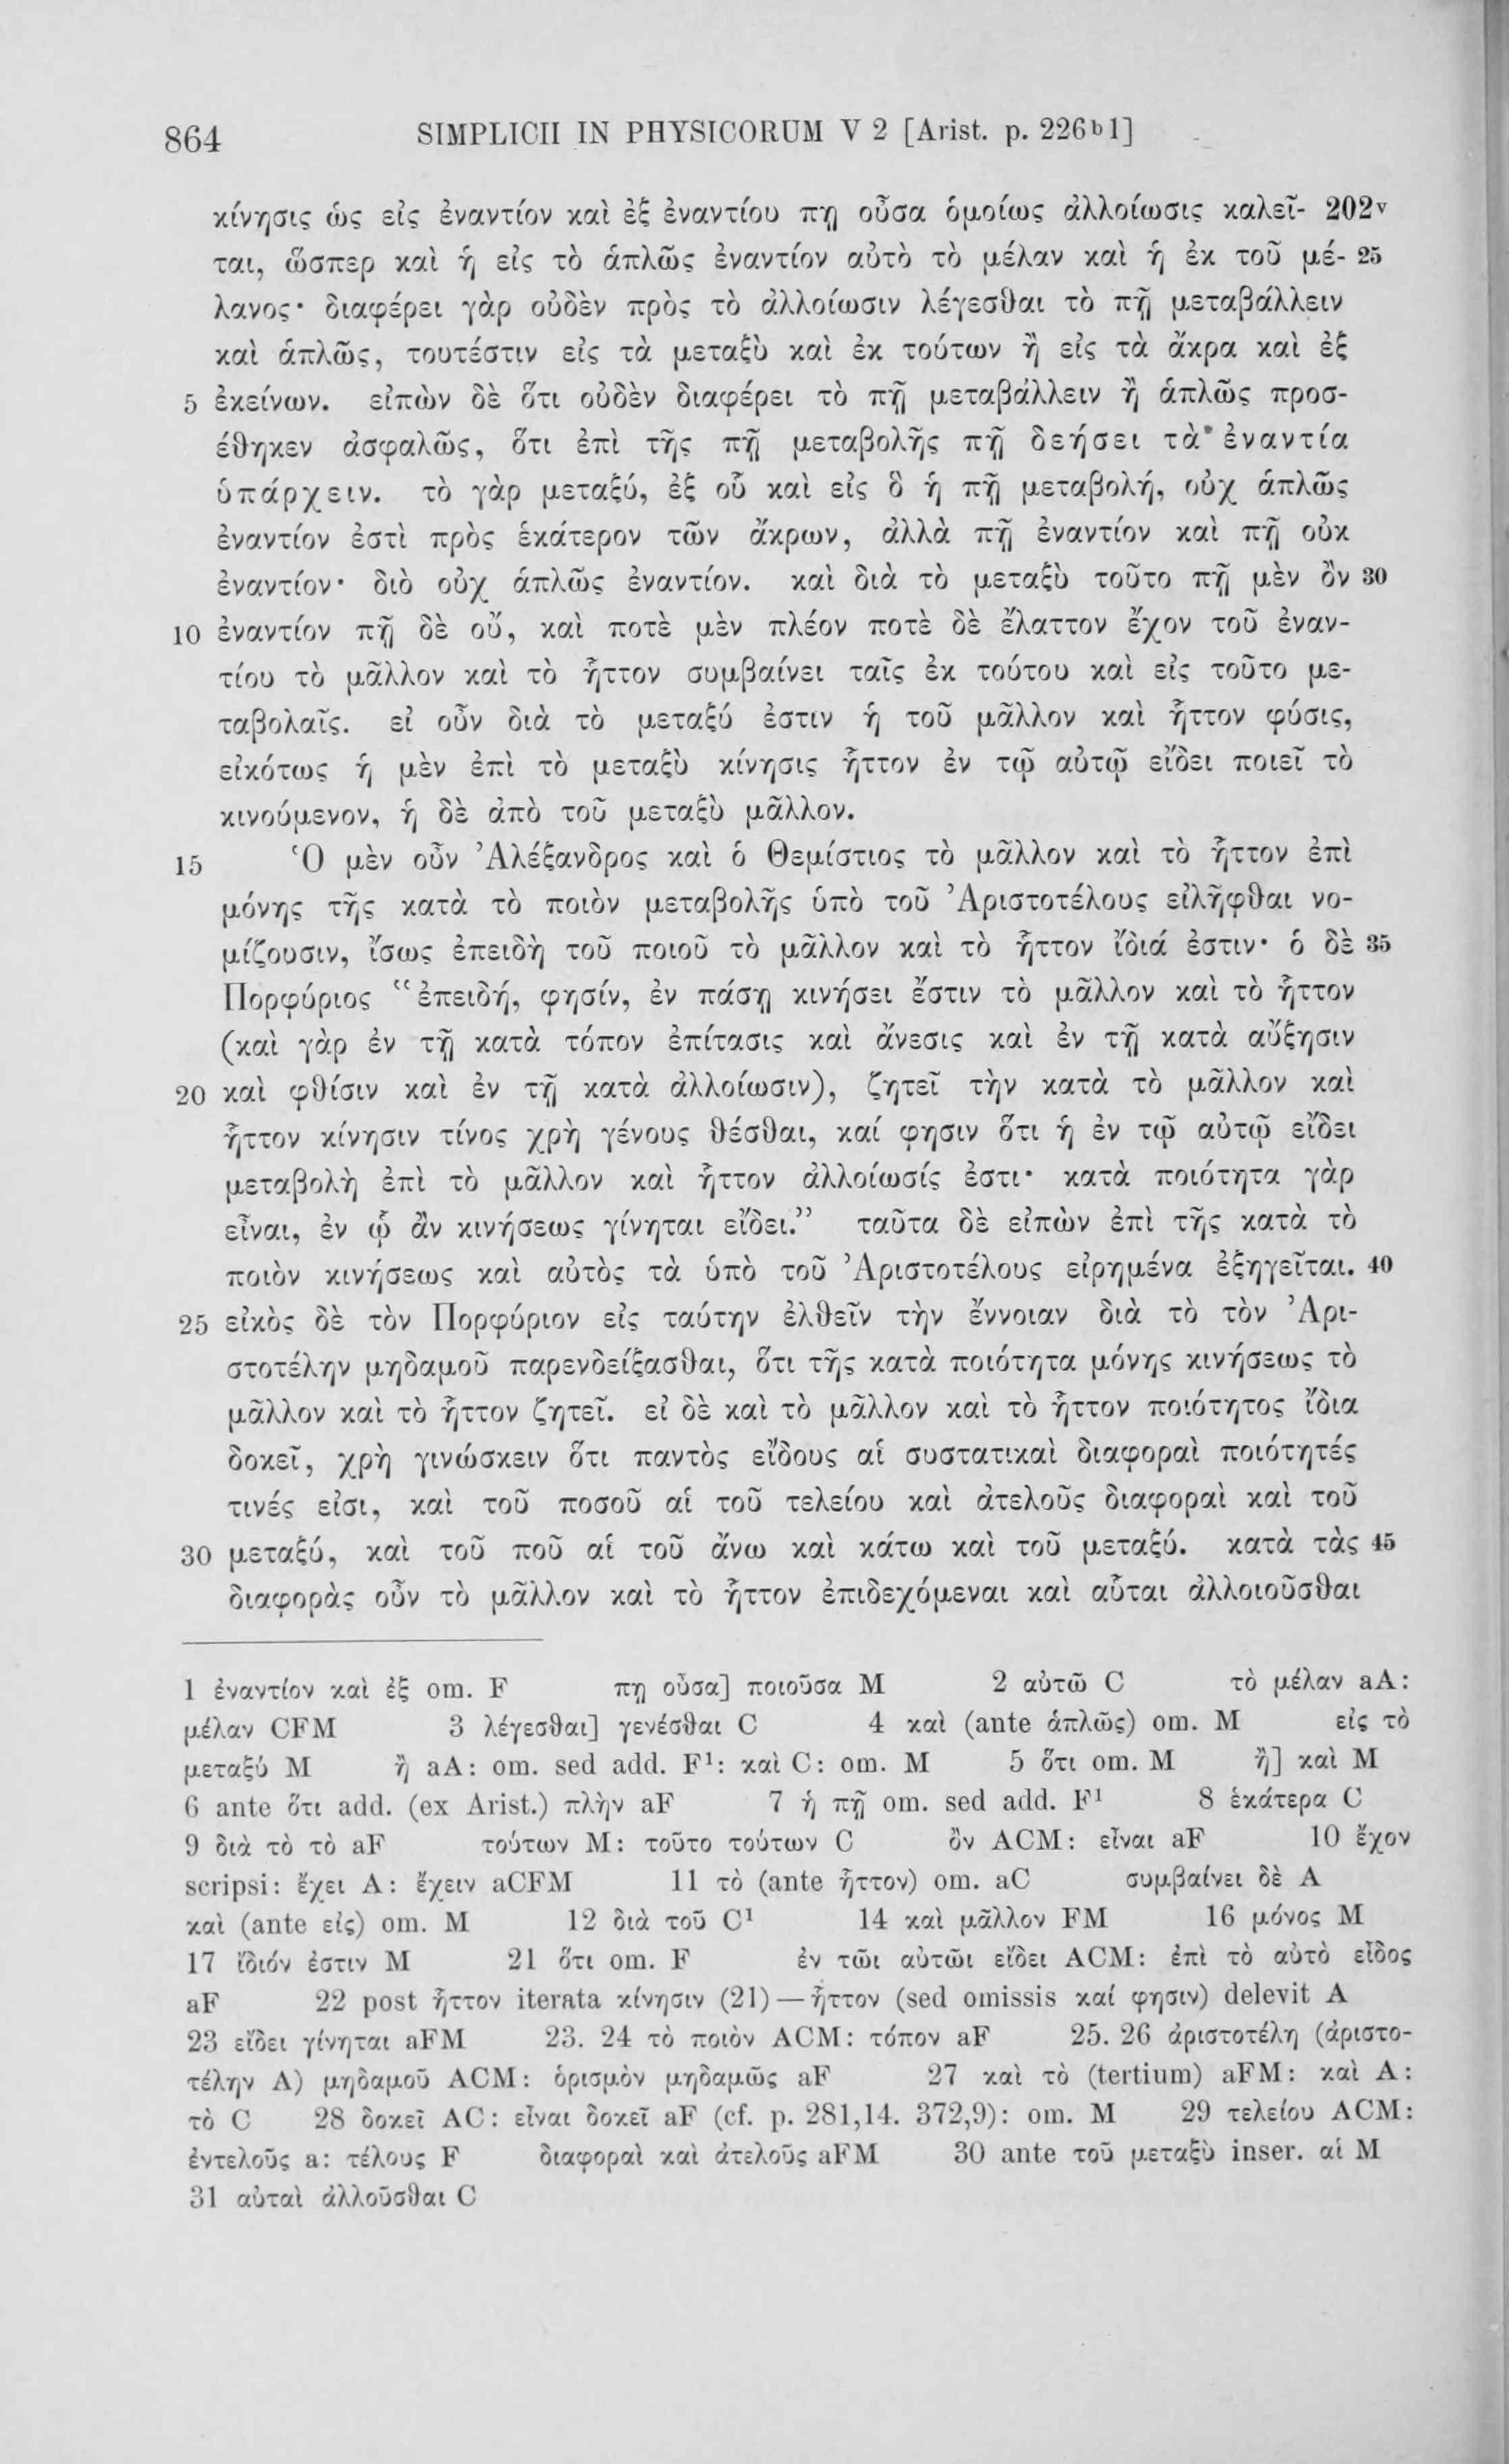 864 SIMPLICII IN PHYSICORUM V 2 [Arist. p. 226ᵇ1]
κίνησις ὡς εἰς ἐναντίον καὶ ἐξ ἐναντίου πῃ οὖσα ὁμοίως ἀλλοίωσις καλεῖ- 202ᵛ
ται, ὥσπερ καὶ ἡ εἰς τὸ ἁπλῶς ἐναντίον αὐτὸ τὸ μέλαν καὶ ἡ ἐκ τοῦ μέ- 25
λανος· διαφέρει γὰρ οὐδὲν πρὸς τὸ ἀλλοίωσιν λέγεσθαι τὸ πῇ μεταβάλλειν
καὶ ἁπλῶς, τουτέστιν εἰς τὰ μεταξὺ καὶ ἐκ τούτων ἢ εἰς τὰ ἄκρα καὶ ἐξ
5 ἐκείνων. εἰπὼν δὲ ὅτι οὐδὲν διαφέρει τὸ πῇ μεταβάλλειν ἢ ἁπλῶς προσ-
έθηκεν ἀσφαλῶς, ὅτι ἐπὶ τῆς πῇ μεταβολῆς πῇ δεήσει τὰ ἐναντία
ὑπάρχειν. τὸ γὰρ μεταξύ, ἐξ οὗ καὶ εἰς ὃ ἡ πῇ μεταβολή, οὐχ ἁπλῶς
ἐναντίον ἐστὶ πρὸς ἑκάτερον τῶν ἄκρων, ἀλλὰ πῇ ἐναντίον καὶ πῇ οὐκ
ἐναντίον· διὸ οὐχ ἁπλῶς ἐναντίον. καὶ διὰ τὸ μεταξὺ τοῦτο πῇ μὲν ὂν 30
10 ἐναντίον πῇ δὲ οὔ, καὶ ποτὲ μὲν πλέον ποτὲ δὲ ἔλαττον ἔχον τοῦ ἐναν-
τίου τὸ μᾶλλον καὶ τὸ ἧττον συμβαίνει ταῖς ἐκ τούτου καὶ εἰς τοῦτο με-
ταβολαῖς. εἰ οὖν διὰ τὸ μεταξύ ἐστιν ἡ τοῦ μᾶλλον καὶ ἧττον φύσις,
εἰκότως ἡ μὲν ἐπὶ τὸ μεταξὺ κίνησις ἧττον ἐν τῷ αὐτῷ εἴδει ποιεῖ τὸ
κινούμενον, ἡ δὲ ἀπὸ τοῦ μεταξὺ μᾶλλον.
15 Ὁ μὲν οὖν Ἀλέξανδρος καὶ ὁ Θεμίστιος τὸ μᾶλλον καὶ τὸ ἧττον ἐπὶ
μόνης τῆς κατὰ τὸ ποιὸν μεταβολῆς ὑπὸ τοῦ Ἀριστοτέλους εἰλῆφθαι νο-
μίζουσιν, ἴσως ἐπειδὴ τοῦ ποιοῦ τὸ μᾶλλον καὶ τὸ ἧττον ἴδιά ἐστιν· ὁ δὲ 35
Πορφύριος “ἐπειδή, φησίν, ἐν πάσῃ κινήσει ἔστιν τὸ μᾶλλον καὶ τὸ ἧττον
(καὶ γὰρ ἐν τῇ κατὰ τόπον ἐπίτασις καὶ ἄνεσις καὶ ἐν τῇ κατὰ αὔξησιν
20 καὶ φθίσιν καὶ ἐν τῇ κατὰ ἀλλοίωσιν), ζητεῖ τὴν κατὰ τὸ μᾶλλον καὶ
ἧττον κίνησιν τίνος χρὴ γένους θέσθαι, καί φησιν ὅτι ἡ ἐν τῷ αὐτῷ εἴδει
μεταβολὴ ἐπὶ τὸ μᾶλλον καὶ ἧττον ἀλλοίωσίς ἐστι· κατὰ ποιότητα γὰρ
εἶναι, ἐν ᾧ ἂν κινήσεως γίνηται εἴδει.” ταῦτα δὲ εἰπὼν ἐπὶ τῆς κατὰ τὸ
ποιὸν κινήσεως καὶ αὐτὸς τὰ ὑπὸ τοῦ Ἀριστοτέλους εἰρημένα ἐξηγεῖται. 40
25 εἰκὸς δὲ τὸν Πορφύριον εἰς ταύτην ἐλθεῖν τὴν ἔννοιαν διὰ τὸ τὸν Ἀρι-
στοτέλην μηδαμοῦ παρενδείξασθαι, ὅτι τῆς κατὰ ποιότητα μόνης κινήσεως τὸ
μᾶλλον καὶ τὸ ἧττον ζητεῖ. εἰ δὲ καὶ τὸ μᾶλλον καὶ τὸ ἧττον ποιότητος ἴδια
δοκεῖ, χρὴ γινώσκειν ὅτι παντὸς εἴδους αἱ συστατικαὶ διαφοραὶ ποιότητές
τινές εἰσι, καὶ τοῦ ποσοῦ αἱ τοῦ τελείου καὶ ἀτελοῦς διαφοραὶ καὶ τοῦ
30 μεταξύ, καὶ τοῦ ποῦ αἱ τοῦ ἄνω καὶ κάτω καὶ τοῦ μεταξύ. κατὰ τὰς 45
διαφορὰς οὖν τὸ μᾶλλον καὶ τὸ ἧττον ἐπιδεχόμεναι καὶ αὗται ἀλλοιοῦσθαι
1 ἐναντίον καὶ ἐξ om. F πῃ οὖσα] ποιοῦσα M 2 αὐτῶ C τὸ μέλαν aA:
μέλαν CFM 3 λέγεσθαι] γενέσθαι C 4 καὶ (ante ἁπλῶς) om. M εἰς τὸ
μεταξύ M ἢ aA: om. sed add. F¹: καὶ C: om. M 5 ὅτι om. M ἢ] καὶ M
6 ante ὅτι add. (ex Arist.) πλὴν aF 7 ἡ πῇ om. sed add. F¹ 8 ἑκάτερα C
9 διὰ τὸ τὸ aF τούτων M: τοῦτο τούτων C ὂν ACM: εἶναι aF 10 ἔχον
scripsi: ἔχει A: ἔχειν aCFM 11 τὸ (ante ἧττον) om. aC συμβαίνει δὲ A
καὶ (ante εἰς) om. M 12 διὰ τοῦ C¹ 14 καὶ μᾶλλον FM 16 μόνος M
17 ἴδιόν ἐστιν M 21 ὅτι om. F ἐν τῶι αὐτῶι εἴδει ACM: ἐπὶ τὸ αὐτὸ εἶδος
aF 22 post ἧττον iterata κίνησιν (21) — ἧττον (sed omissis καί φησιν) delevit A
23 εἴδει γίνηται aFM 23. 24 τὸ ποιὸν ACM: τόπον aF 25. 26 ἀριστοτέλη (ἀριστο-
τέλην A) μηδαμοῦ ACM: ὁρισμὸν μηδαμῶς aF 27 καὶ τὸ (tertium) aFM: καὶ A:
τὸ C 28 δοκεῖ AC: εἶναι δοκεῖ aF (cf. p. 281,14. 372,9): om. M 29 τελείου ACM:
ἐντελοῦς a: τέλους F διαφοραὶ καὶ ἀτελοῦς aFM 30 ante τοῦ μεταξὺ inser. αἱ M
31 αὐταὶ ἀλλοῦσθαι C